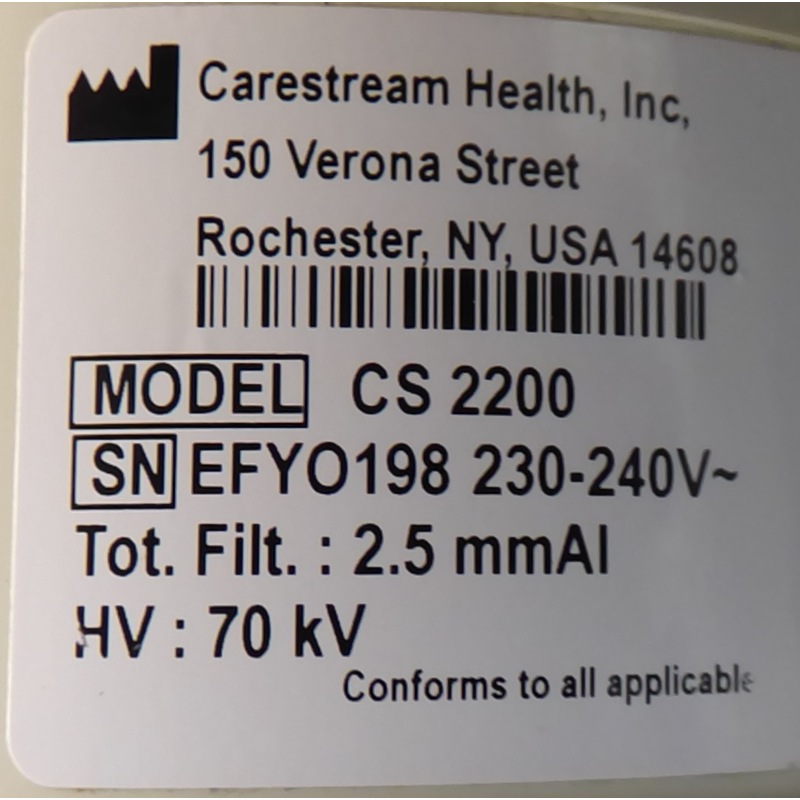 Carestream Health, Inc,
150 Verona Street
Rochester, NY, USA 14608
MODEL CS 2200
SN EFYO198 230-240V~
Tot. Filt. : 2.5 mmAl
HV : 70 kV
Conforms to all applicable